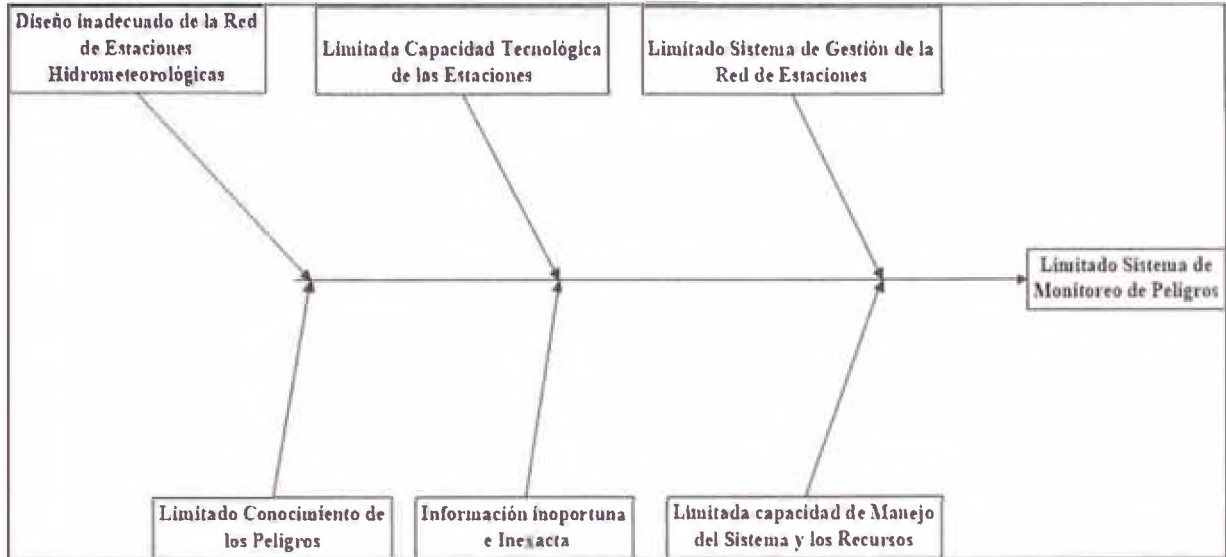 Diseño inadecuado de la Red
de Estaciones
Hidrometeorológicas
Limitada Capacidad Tecnológica
de las Estaciones
Limitado Sistema de Gestión de la
Red de Estaciones
Limitado Sistema de
Monitoreo de Peligros
Limitado Conocimiento de
los Peligros
Información inoportuna
e Inexacta
Limitada capacidad de Manejo
del Sistema y los Recursos